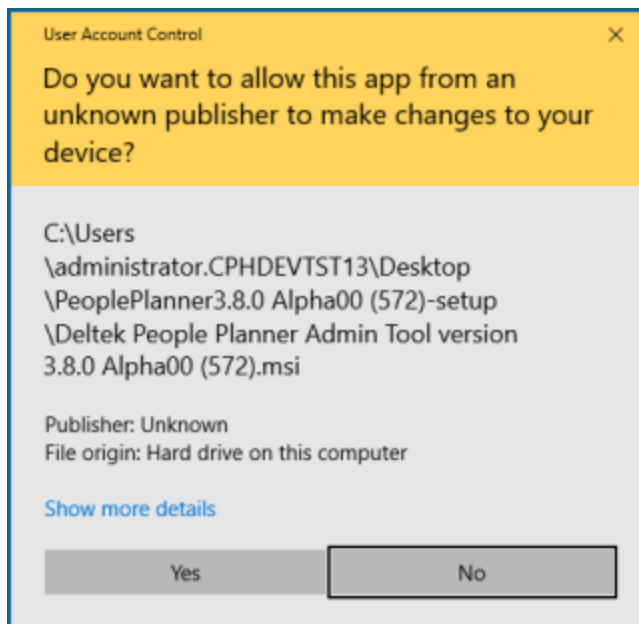 User Account Control
Do you want to allow this app from an
unknown publisher to make changes to your
device?
C:\Users
\administrator.CPHDEVTST13\Desktop
\PeoplePlanner3.8.0 Alpha00 (572)-setup
\Deltek People Planner Admin Tool version
3.8.0 Alpha00 (572).msi
Publisher: Unknown
File origin: Hard drive on this computer
Show more details
Yes
No